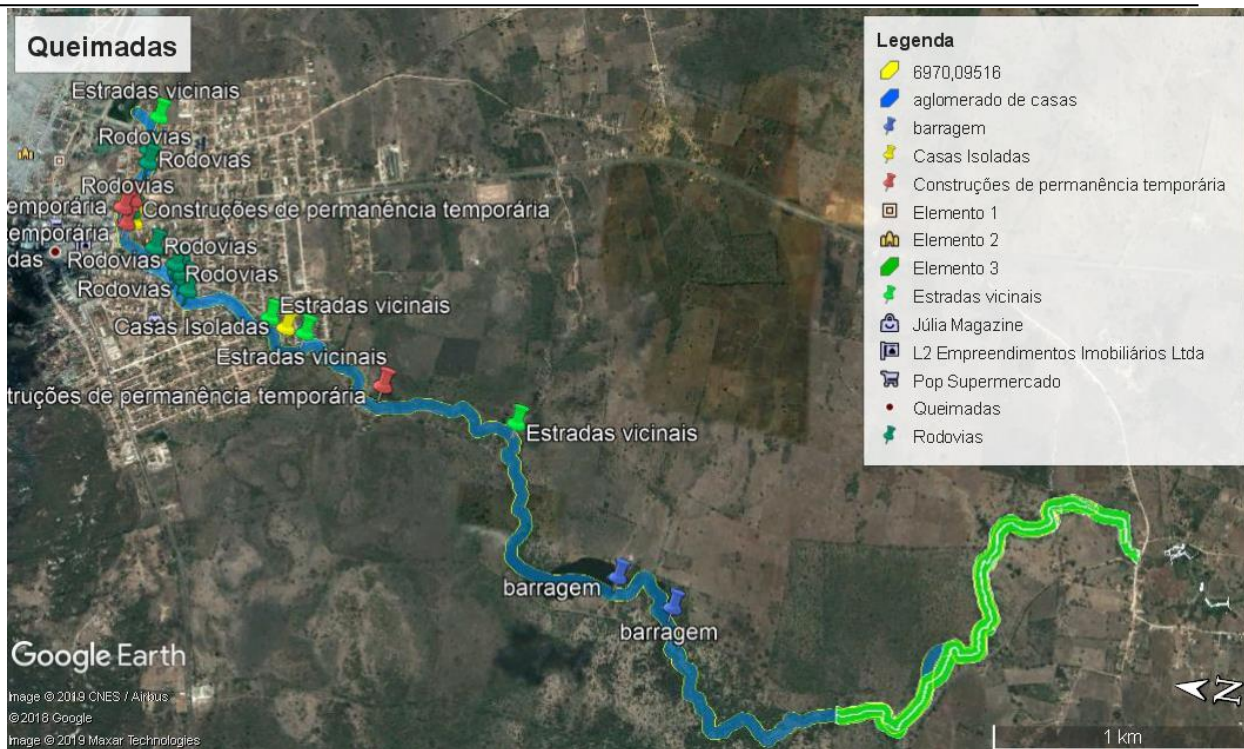 Queimadas
Estradas vicinais
Rodovias
Rodovias
Rodovias
emporária
Construções de permanência temporária
emporária
Rodovias
das
Rodovias
Rodovias
Rodovias
Estradas vicinais
Casas Isoladas
Estradas vicinais
truções de permanência temporária
Estradas vicinais
barragem
barragem
Legenda
6970,09516
aglomerado de casas
barragem
Casas Isoladas
Construções de permanência temporária
Elemento 1
Elemento 2
Elemento 3
Estradas vicinais
Júlia Magazine
L2 Empreendimentos Imobiliários Ltda
Pop Supermercado
Queimadas
Rodovias
Google Earth
Image © 2019 CNES / Airbus
© 2018 Google
Image © 2019 Maxar Technologies
N
1 km